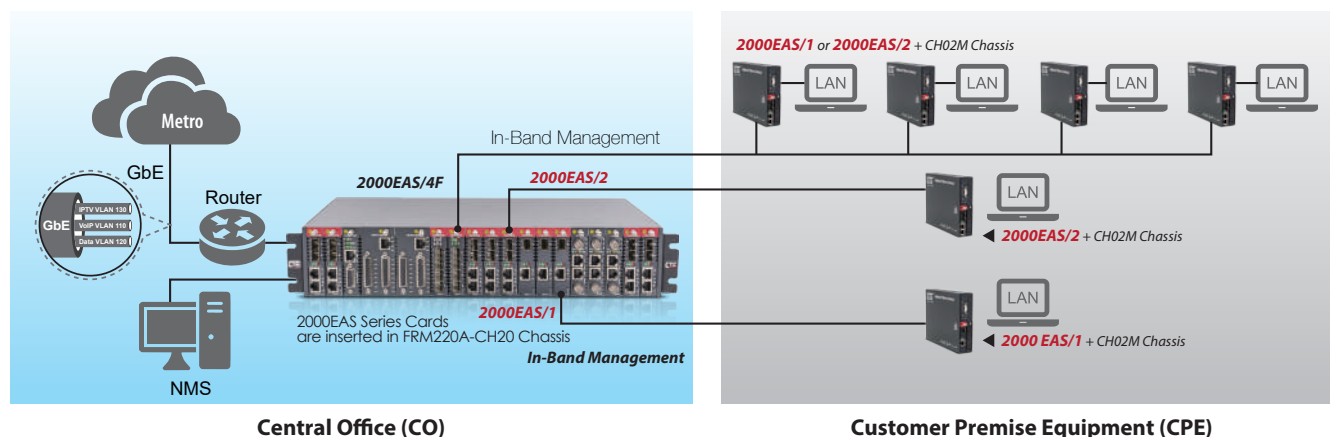 Metro
GbE
GbE
IPTV VLAN 130
VoIP VLAN 110
Data VLAN 120
Router
NMS
2000EAS/4F
2000EAS/2
In-Band Management
2000EAS/1
2000EAS Series Cards
are inserted in FRM220A-CH20 Chassis
In-Band Management
Central Office (CO)
2000EAS/1 or 2000EAS/2 + CH02M Chassis
LAN
LAN
LAN
LAN
LAN
2000EAS/2 + CH02M Chassis
LAN
2000 EAS/1 + CH02M Chassis
Customer Premise Equipment (CPE)